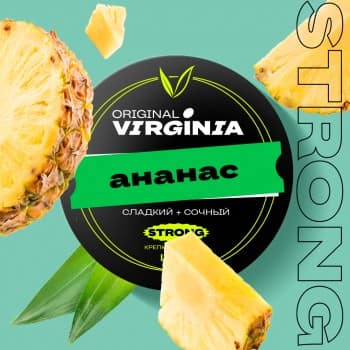 ORIGINAL
VIRGINIA
ананас
СЛАДКИЙ + СОЧНЫЙ
STRONG
STRONG